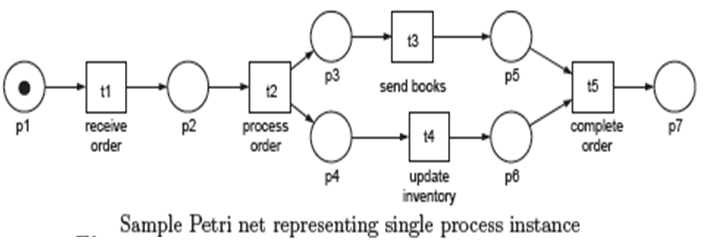 t1
t2
t3
t4
t5
p1
receive
order
p2
process
order
p3
send books
p5
p4
update
inventory
p6
complete
order
p7
Sample Petri net representing single process instance